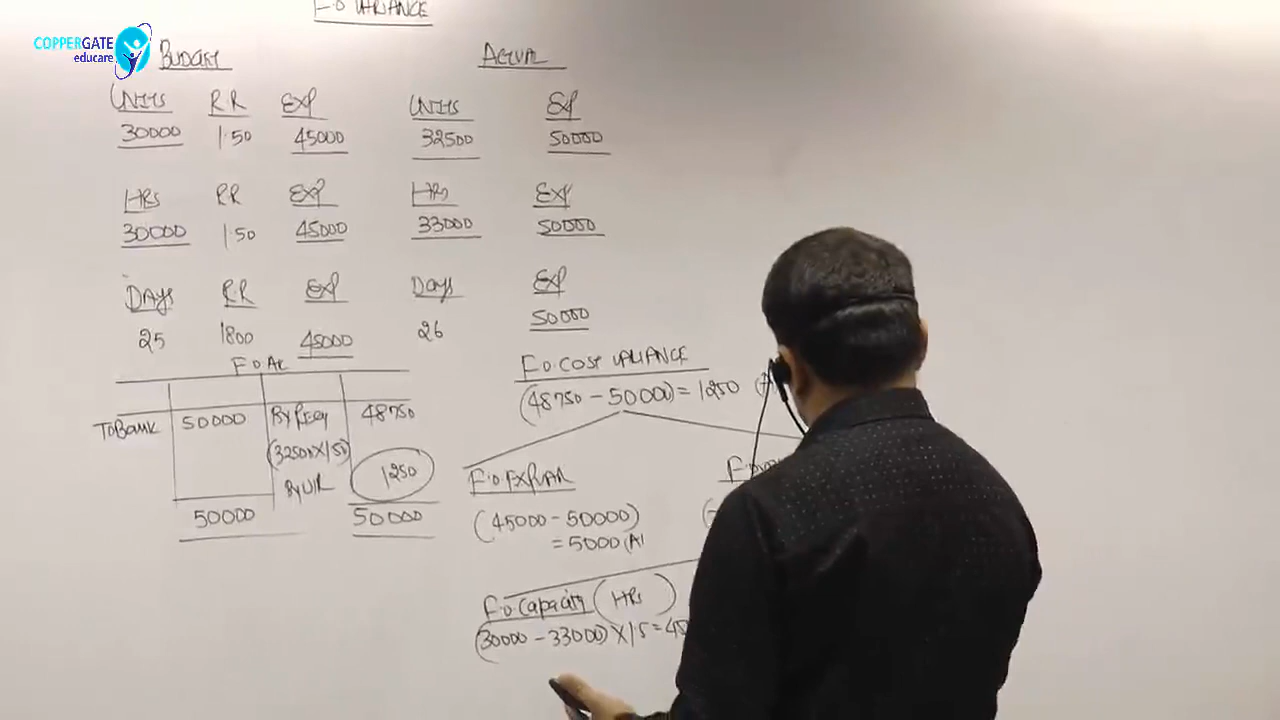 F.O VARIANCE
COPPERGATE
educare
BUDGET
ACTUAL
UNITS R.R EXP UNITS EXP
30000 1.50 45000 32500 50000
HRS RR EXP HRS EXP
30000 1.50 45000 33000 50000
DAYS R.R EXP DAYS EXP
25 1800 45000 26 50000
F O AC
TO BANK 50000 BY RECY 48750
(32500X1.50)
BY U/R 1250
50000 50000
F.O. COST VARIANCE
(48750 - 50000) = 1250
F.O EXP VAR
(45000 - 50000)
= 5000 (A)
F.O CAPACITY (HRS)
(30000 - 33000) X 1.5 = 45